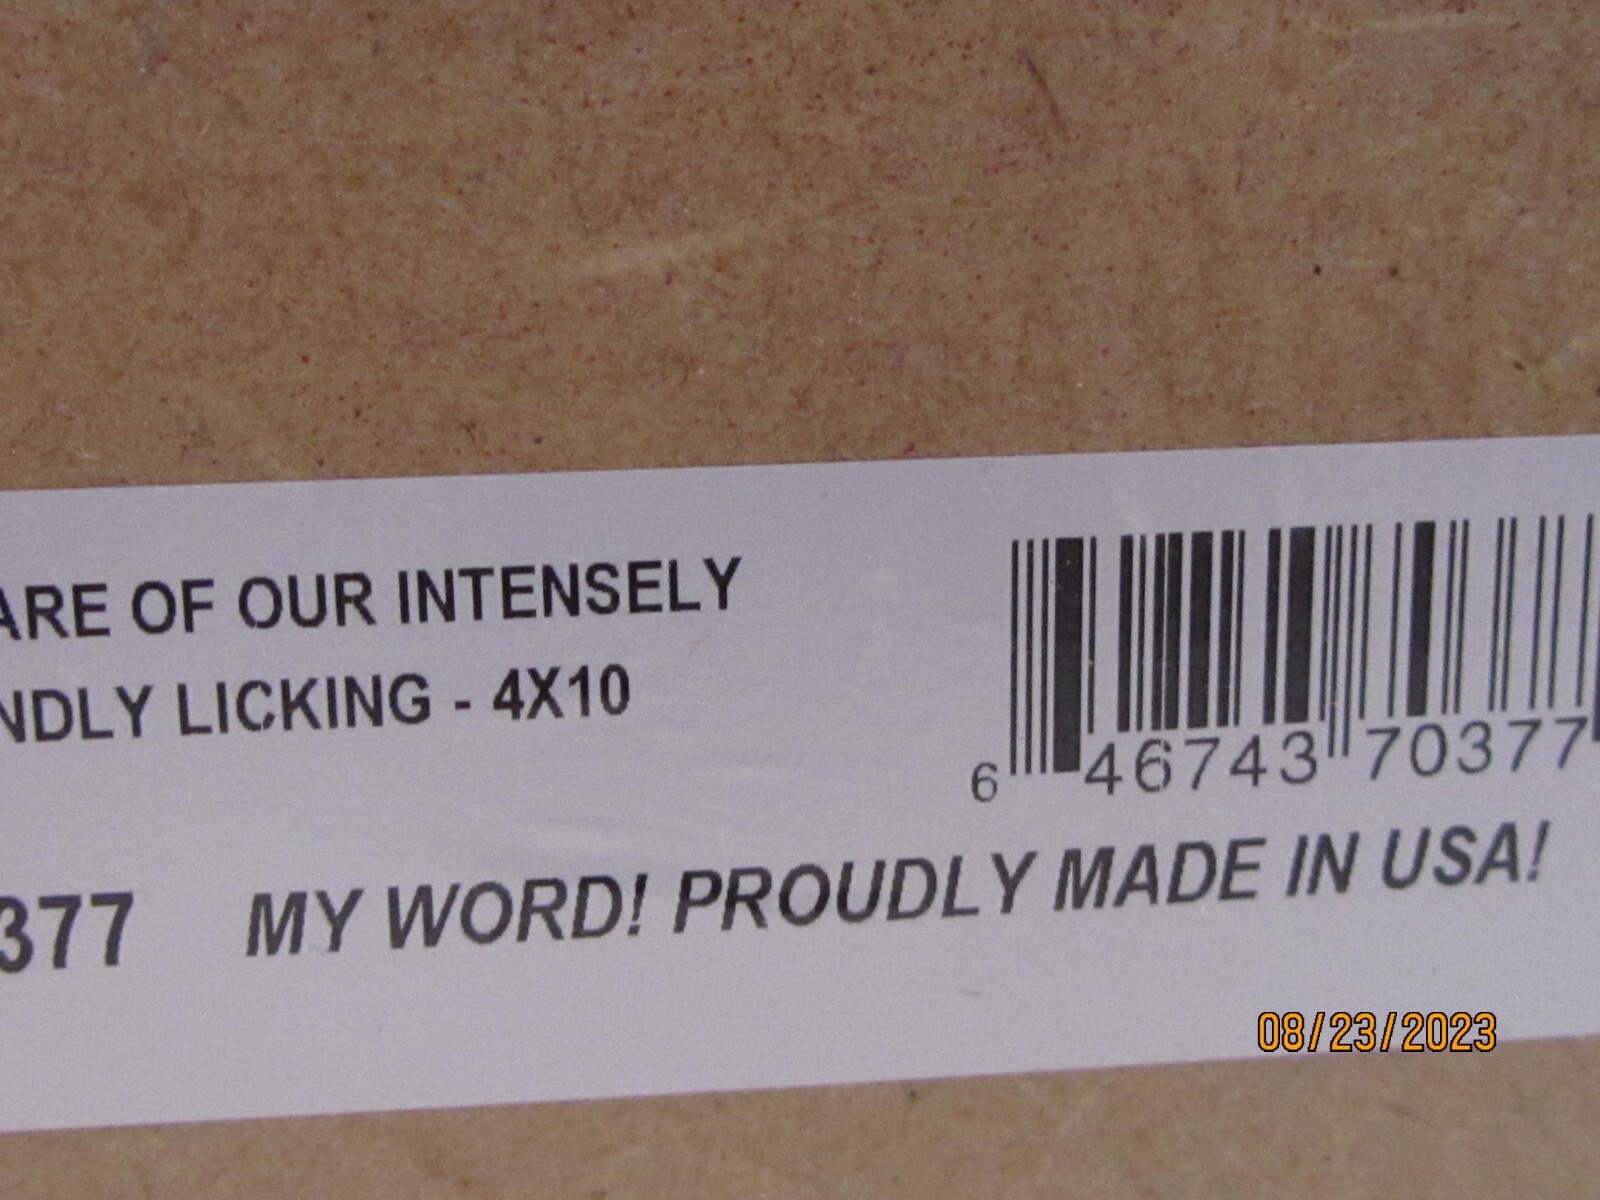 ARE OF OUR INTENSELY
NDLY LICKING - 4X10
6 46743 70377
377 MY WORD! PROUDLY MADE IN USA!
08/23/2023